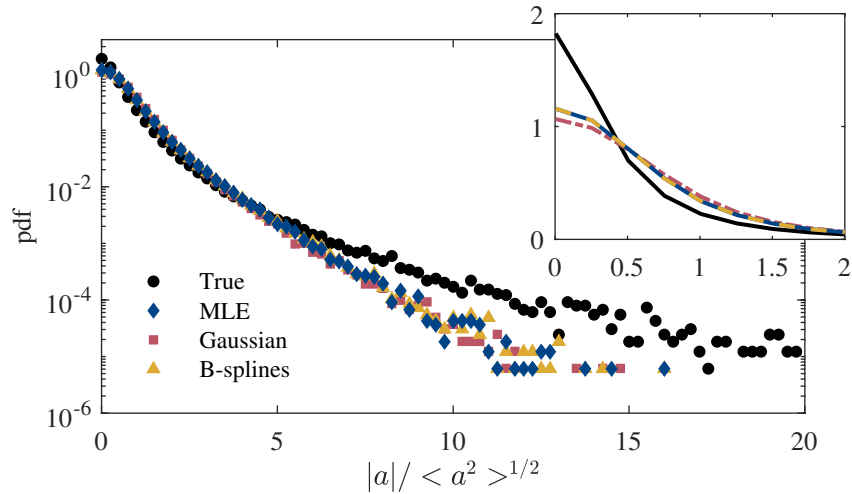 2
1
0
0 0.5 1 1.5 2
10^0
10^-2
10^-4
10^-6
pdf
True
MLE
Gaussian
B-splines
0 5 10 15 20
|a|/ < a^2 >^1/2